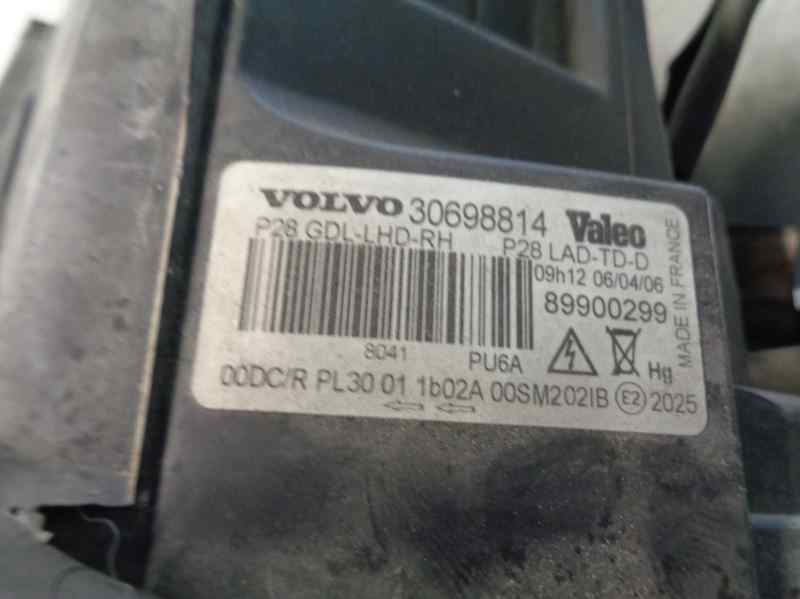 VOLVO 30698814 Valeo
P28 GDL-LHD-RH P28 LAD-TD-D
09h12 06/04/06
89900299
8041 PU6A
Hg
00DC/R PL30 01 1b02A 00SM202IB E2 2025
MADE IN FRANCE